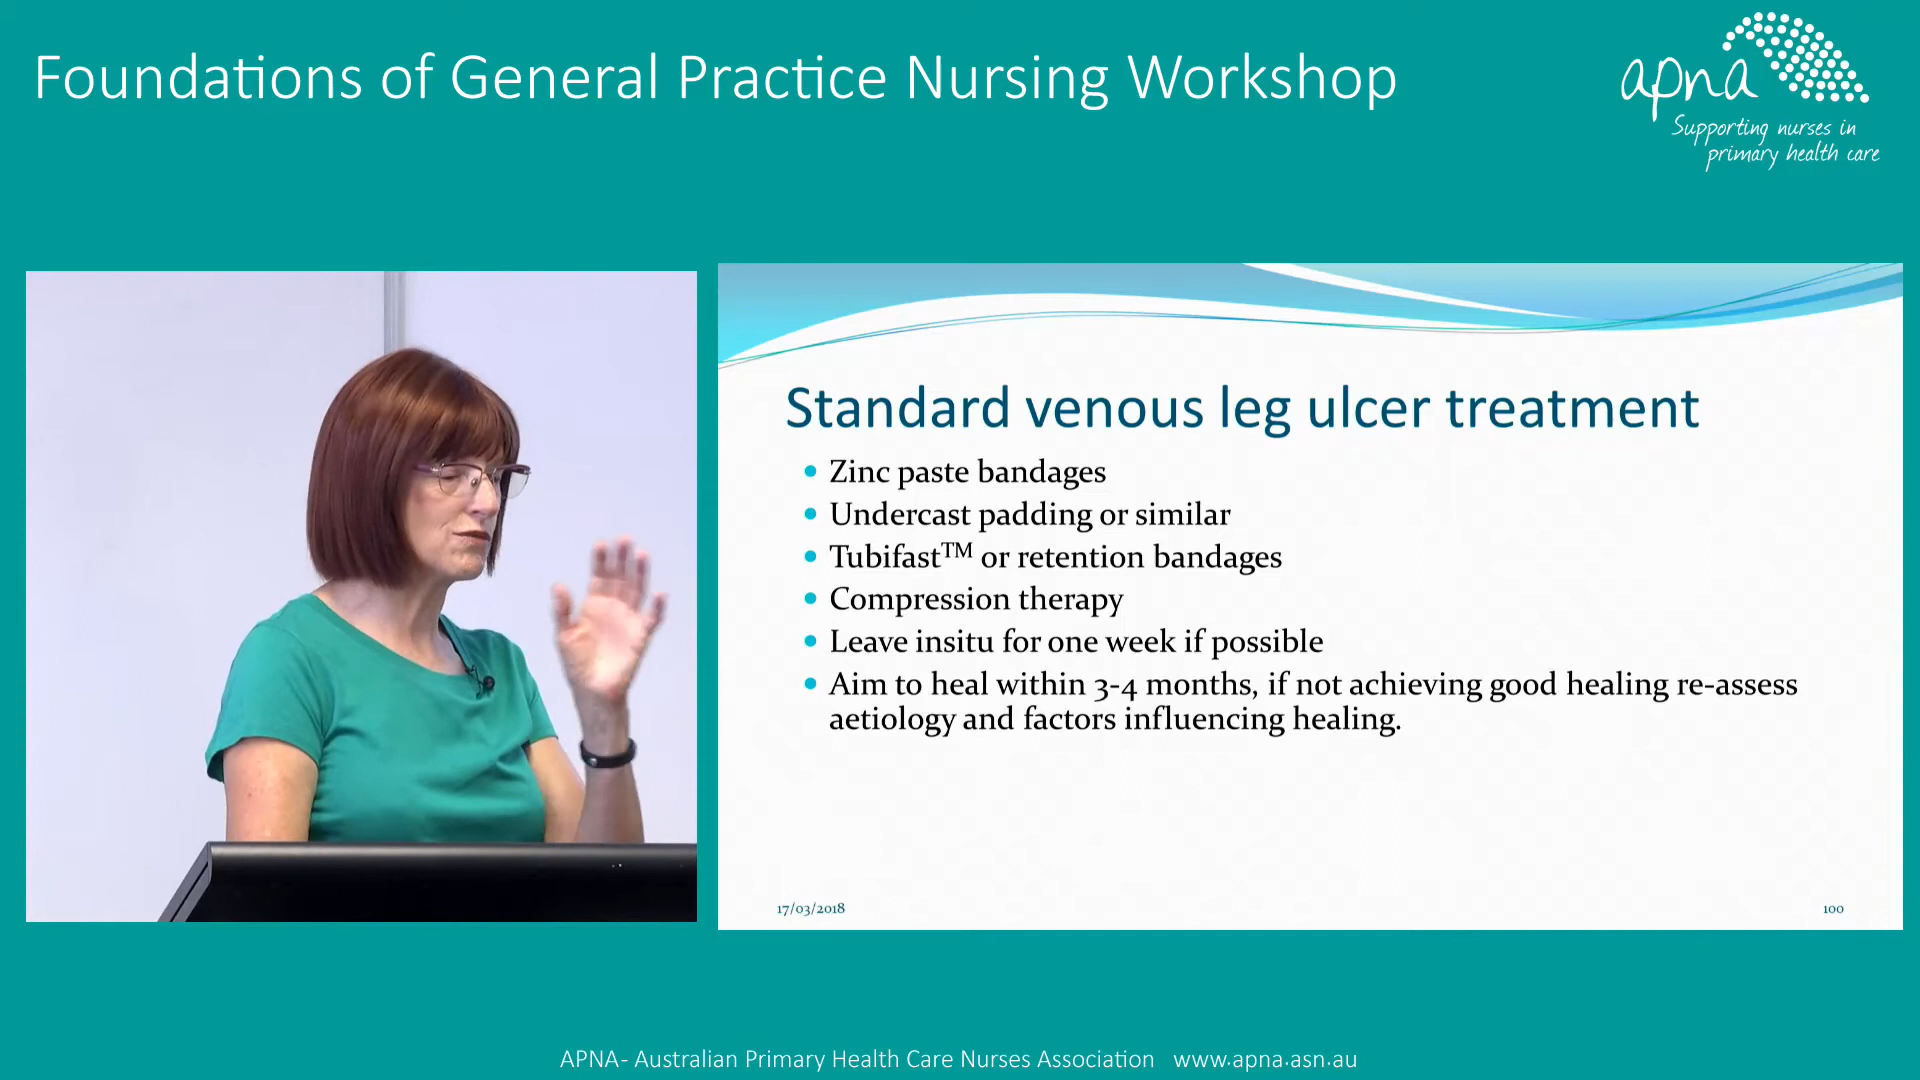 Foundations of General Practice Nursing Workshop
apna
Supporting nurses in
primary health care
Standard venous leg ulcer treatment
• Zinc paste bandages
• Undercast padding or similar
• Tubifast™ or retention bandages
• Compression therapy
• Leave insitu for one week if possible
• Aim to heal within 3-4 months, if not achieving good healing re-assess
aetiology and factors influencing healing.
17/03/2018
100
APNA- Australian Primary Health Care Nurses Association www.apna.asn.au